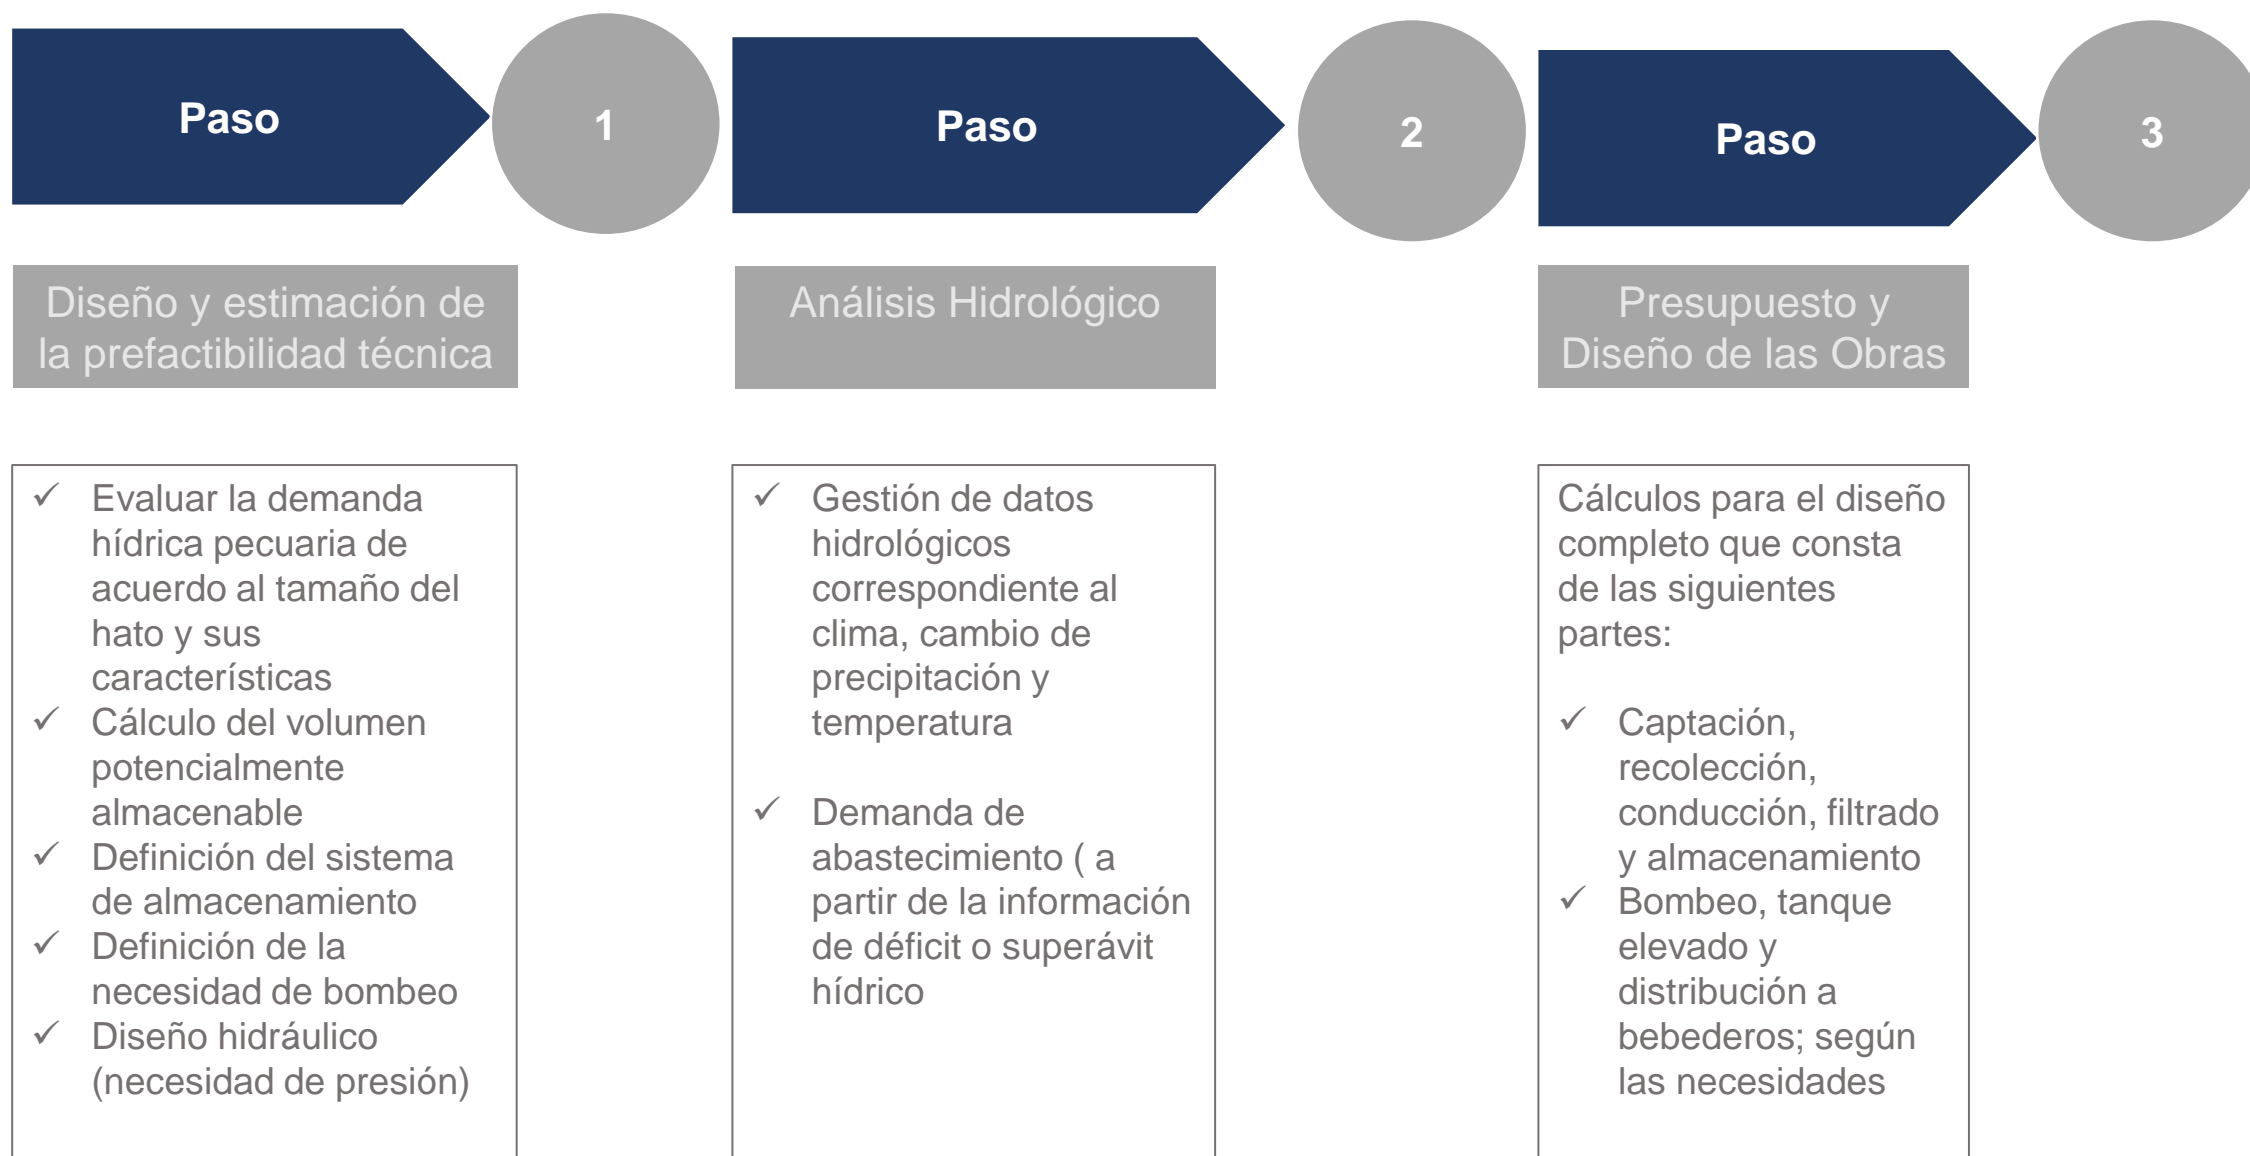 Paso
1
Paso
2
Paso
3
Diseño y estimación de
la prefactibilidad técnica
Análisis Hidrológico
Presupuesto y
Diseño de las Obras
✓ Evaluar la demanda
hídrica pecuaria de
acuerdo al tamaño del
hato y sus
características
✓ Cálculo del volumen
potencialmente
almacenable
✓ Definición del sistema
de almacenamiento
✓ Definición de la
necesidad de bombeo
✓ Diseño hidráulico
(necesidad de presión)
✓ Gestión de datos
hidrológicos
correspondiente al
clima, cambio de
precipitación y
temperatura
✓ Demanda de
abastecimiento ( a
partir de la información
de déficit o superávit
hídrico
Cálculos para el diseño
completo que consta
de las siguientes
partes:
✓ Captación,
recolección,
conducción, filtrado
y almacenamiento
✓ Bombeo, tanque
elevado y
distribución a
bebederos; según
las necesidades